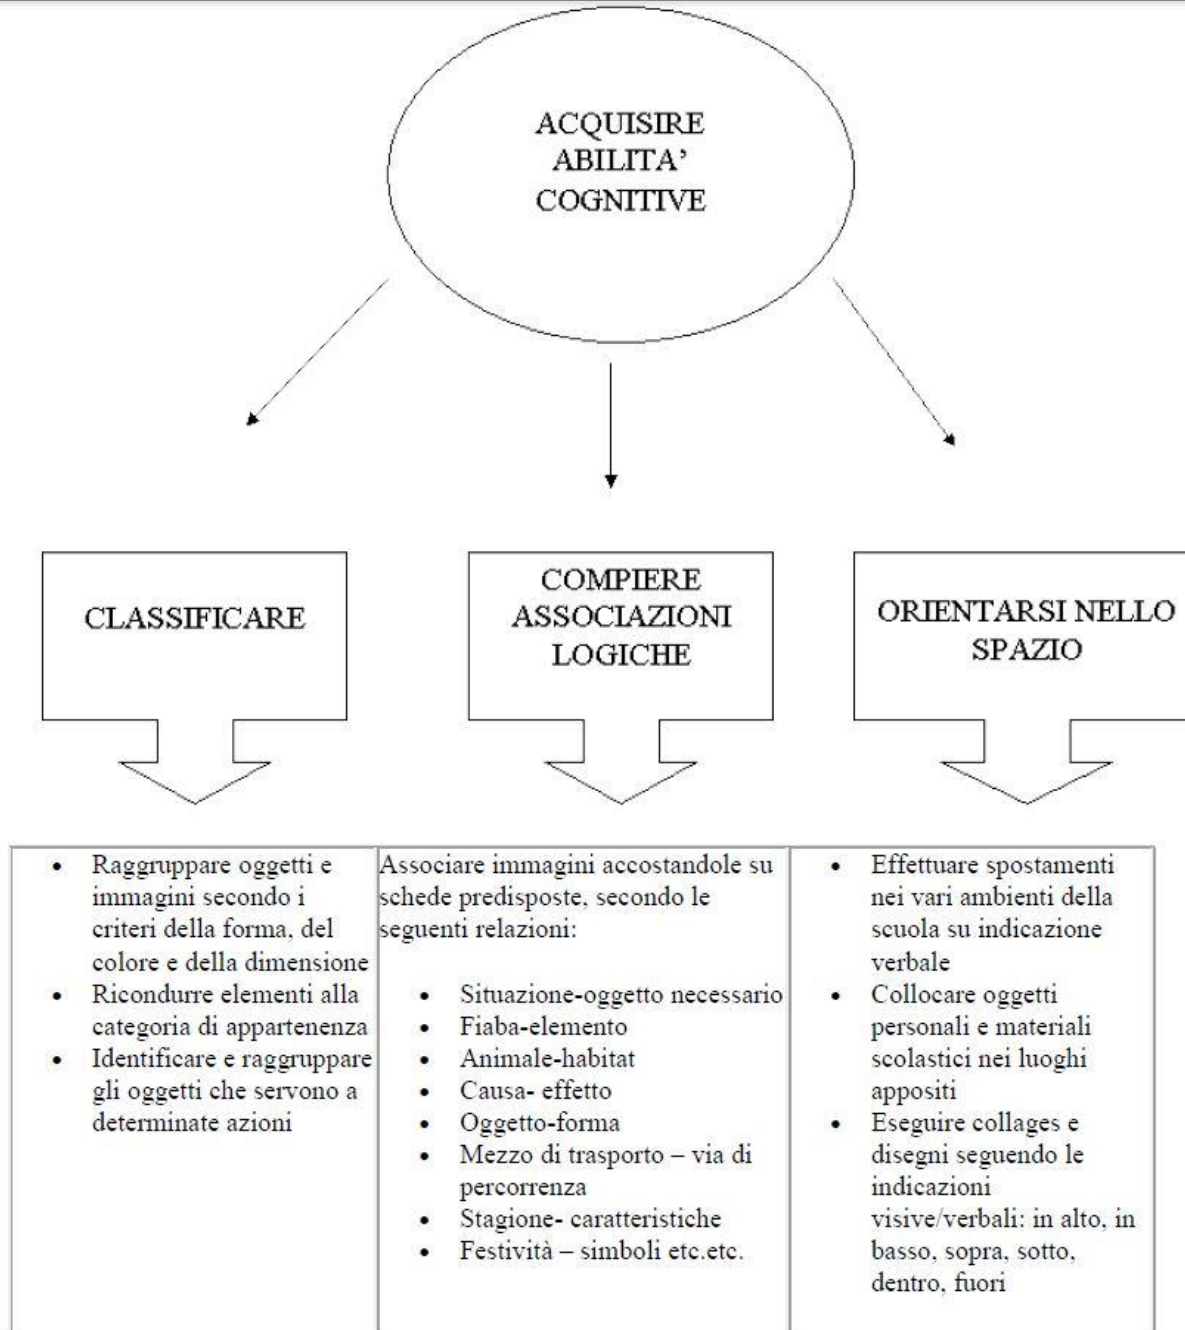 ACQUISIRE
ABILITA’
COGNITIVE
CLASSIFICARE
COMPIERE
ASSOCIAZIONI
LOGICHE
ORIENTARSI NELLO
SPAZIO
• Raggruppare oggetti e
immagini secondo i
criteri della forma, del
colore e della dimensione
• Ricondurre elementi alla
categoria di appartenenza
• Identificare e raggruppare
gli oggetti che servono a
determinate azioni
Associare immagini accostandole su
schede predisposte, secondo le
seguenti relazioni:
• Situazione-oggetto necessario
• Fiaba-elemento
• Animale-habitat
• Causa- effetto
• Oggetto-forma
• Mezzo di trasporto – via di
percorrenza
• Stagione- caratteristiche
• Festività – simboli etc.etc.
• Effettuare spostamenti
nei vari ambienti della
scuola su indicazione
verbale
• Collocare oggetti
personali e materiali
scolastici nei luoghi
appositi
• Eseguire collages e
disegni seguendo le
indicazioni
visive/verbali: in alto, in
basso, sopra, sotto,
dentro, fuori